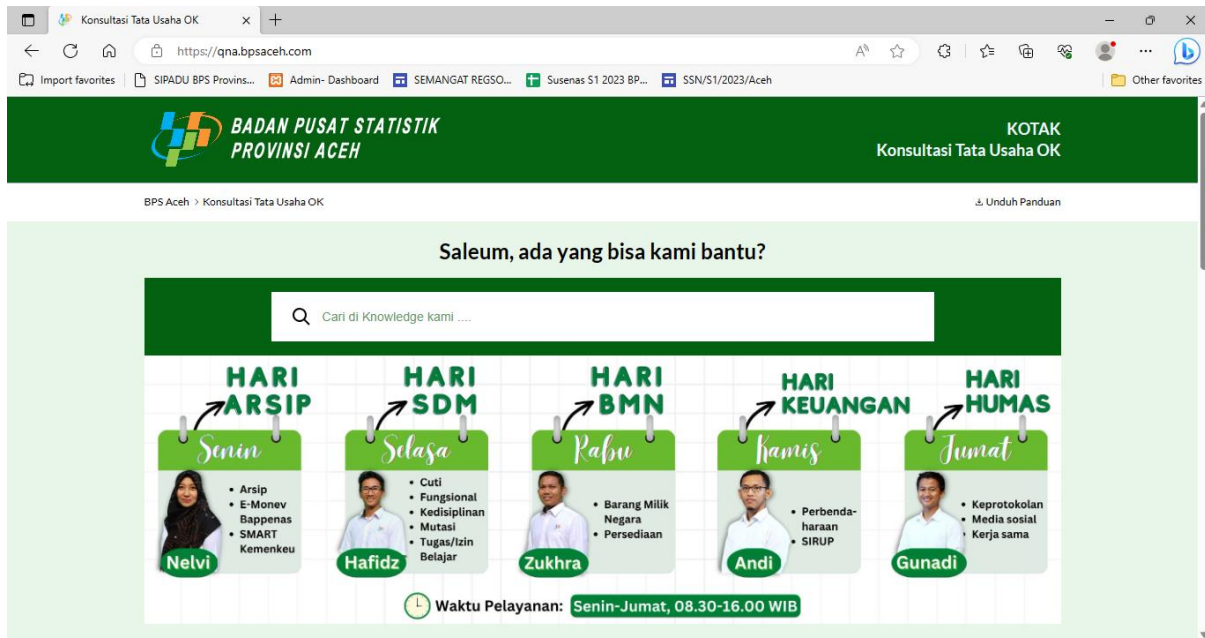 Konsultasi Tata Usaha OK
https://qna.bpsaceh.com
Import favorites
SIPADU BPS Provins...
Admin- Dashboard
SEMANGAT REGSO...
Susenas S1 2023 BP...
SSN/S1/2023/Aceh
Other favorites
BADAN PUSAT STATISTIK
PROVINSI ACEH
KOTAK
Konsultasi Tata Usaha OK
BPS Aceh > Konsultasi Tata Usaha OK
Unduh Panduan
Saleum, ada yang bisa kami bantu?
Cari di Knowledge kami ....
HARI
ARSIP
Senin
• Arsip
• E-Monev
Bappenas
• SMART
Kemenkeu
Nelvi
HARI
SDM
Selasa
• Cuti
• Fungsional
• Kedisiplinan
• Mutasi
• Tugas/Izin
Belajar
Hafidz
HARI
BMN
Rabu
• Barang Milik
Negara
• Persediaan
Zukhra
HARI
KEUANGAN
Kamis
• Perbenda-
haraan
• SIRUP
Andi
HARI
HUMAS
Jumat
• Keprotokolan
• Media sosial
• Kerja sama
Gunadi
Waktu Pelayanan: Senin-Jumat, 08.30-16.00 WIB